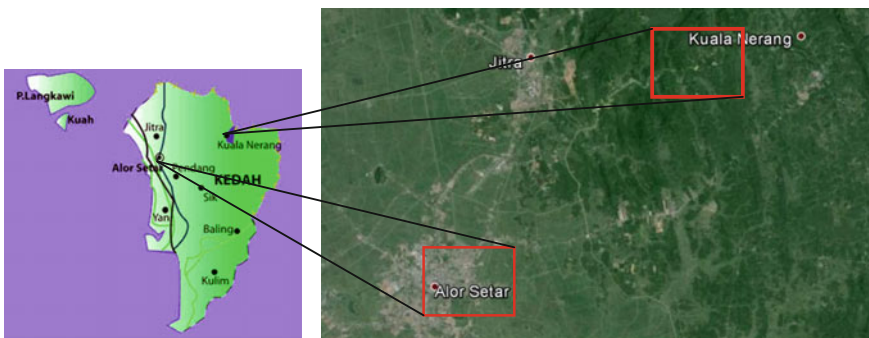 P.Langkawi
Kuah
Jitra
Kuala Nerang
Alor Setar
Pendang
KEDAH
Sik
Yan
Baling
Kulim
Jitra
Kuala Nerang
Alor Setar